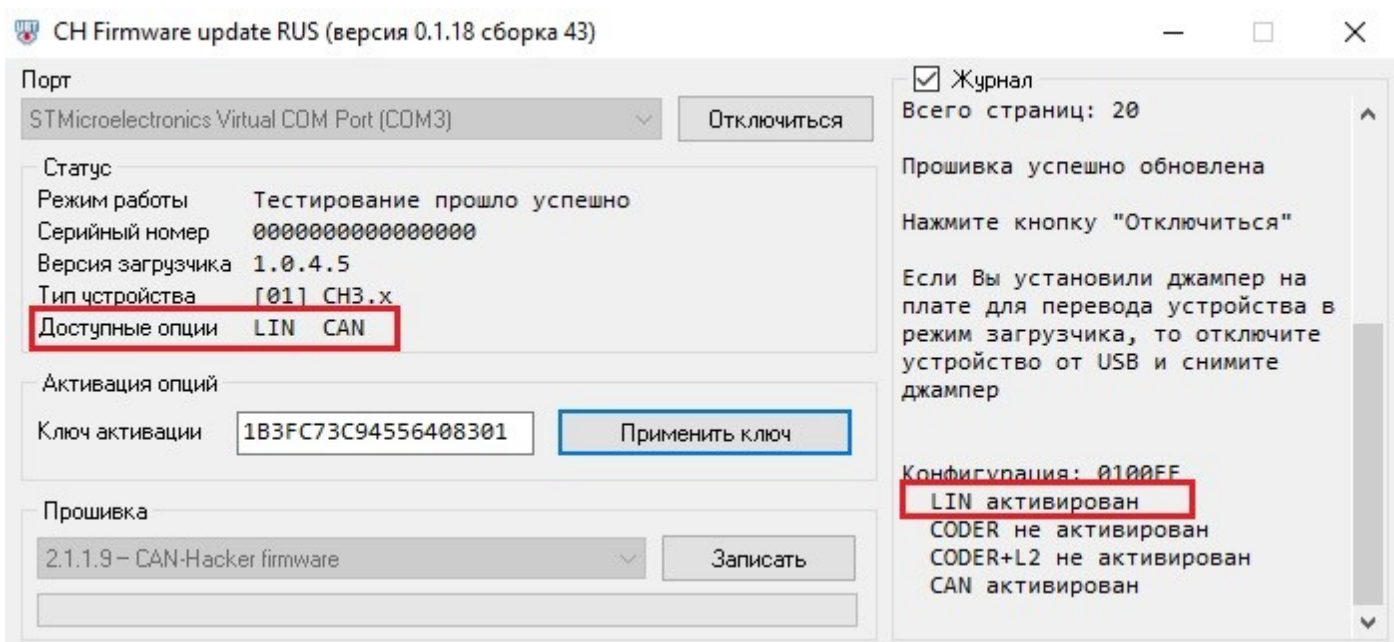 CH Firmware update RUS (версия 0.1.18 сборка 43)
Порт
STMicroelectronics Virtual COM Port (COM3)
Отключиться
Статус
Режим работы Тестирование прошло успешно
Серийный номер 0000000000000000
Версия загрузчика 1.0.4.5
Тип устройства [01] CH3.x
Доступные опции LIN CAN
Активация опций
Ключ активации 1B3FC73C94556408301 Применить ключ
Прошивка
2.1.1.9 – CAN-Hacker firmware Записать
Журнал
Всего страниц: 20
Прошивка успешно обновлена
Нажмите кнопку "Отключиться"
Если Вы установили джампер на
плате для перевода устройства в
режим загрузчика, то отключите
устройство от USB и снимите
джампер
Конфигурация: 0100EF
LIN активирован
CODER не активирован
CODER+L2 не активирован
CAN активирован